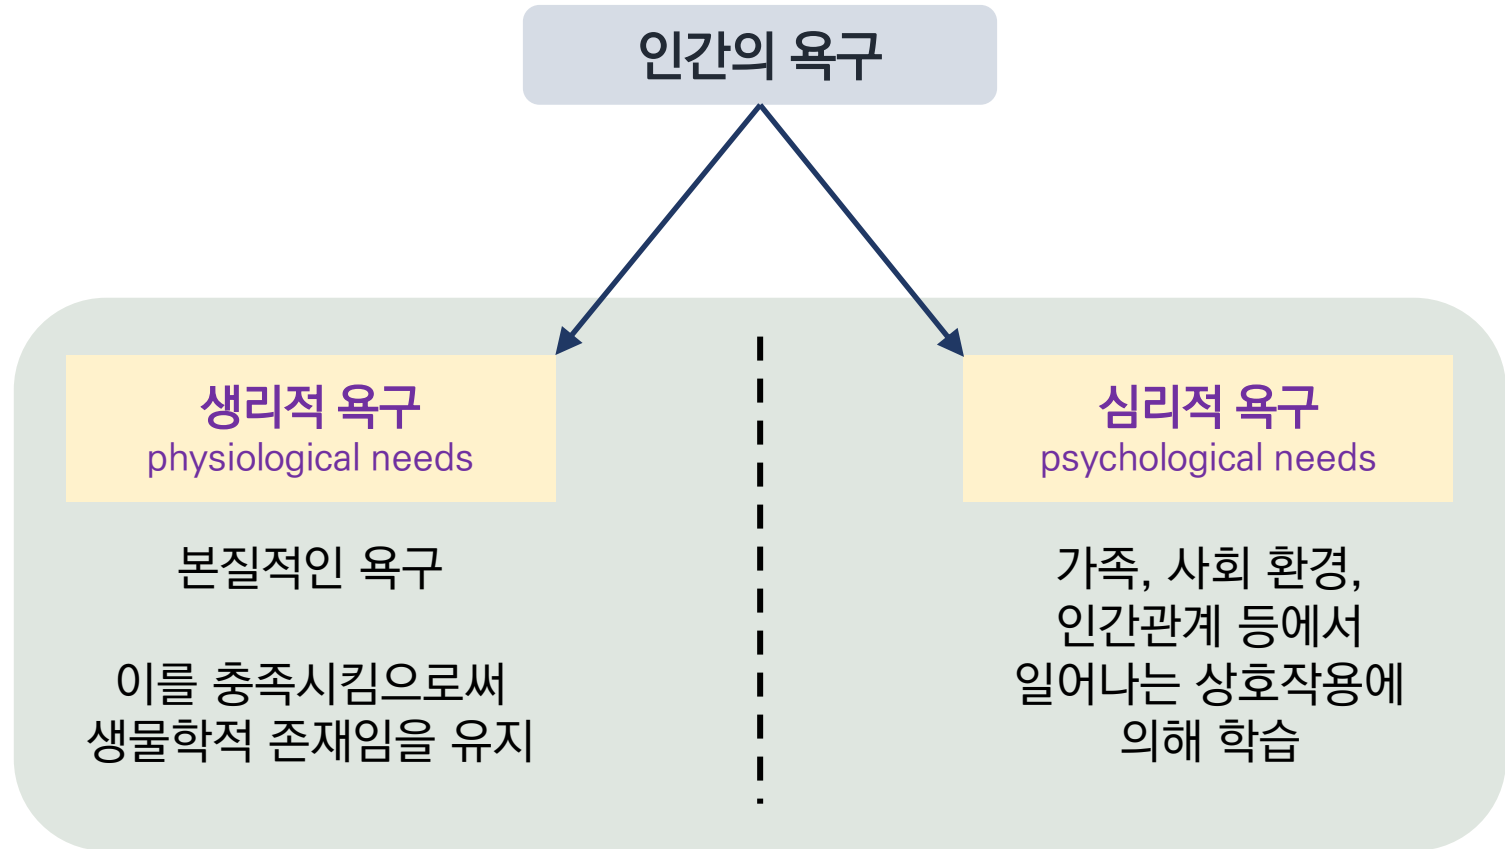 인간의 욕구
생리적 욕구
physiological needs
본질적인 욕구
이를 충족시킴으로써
생물학적 존재임을 유지
심리적 욕구
psychological needs
가족, 사회 환경,
인간관계 등에서
일어나는 상호작용에
의해 학습